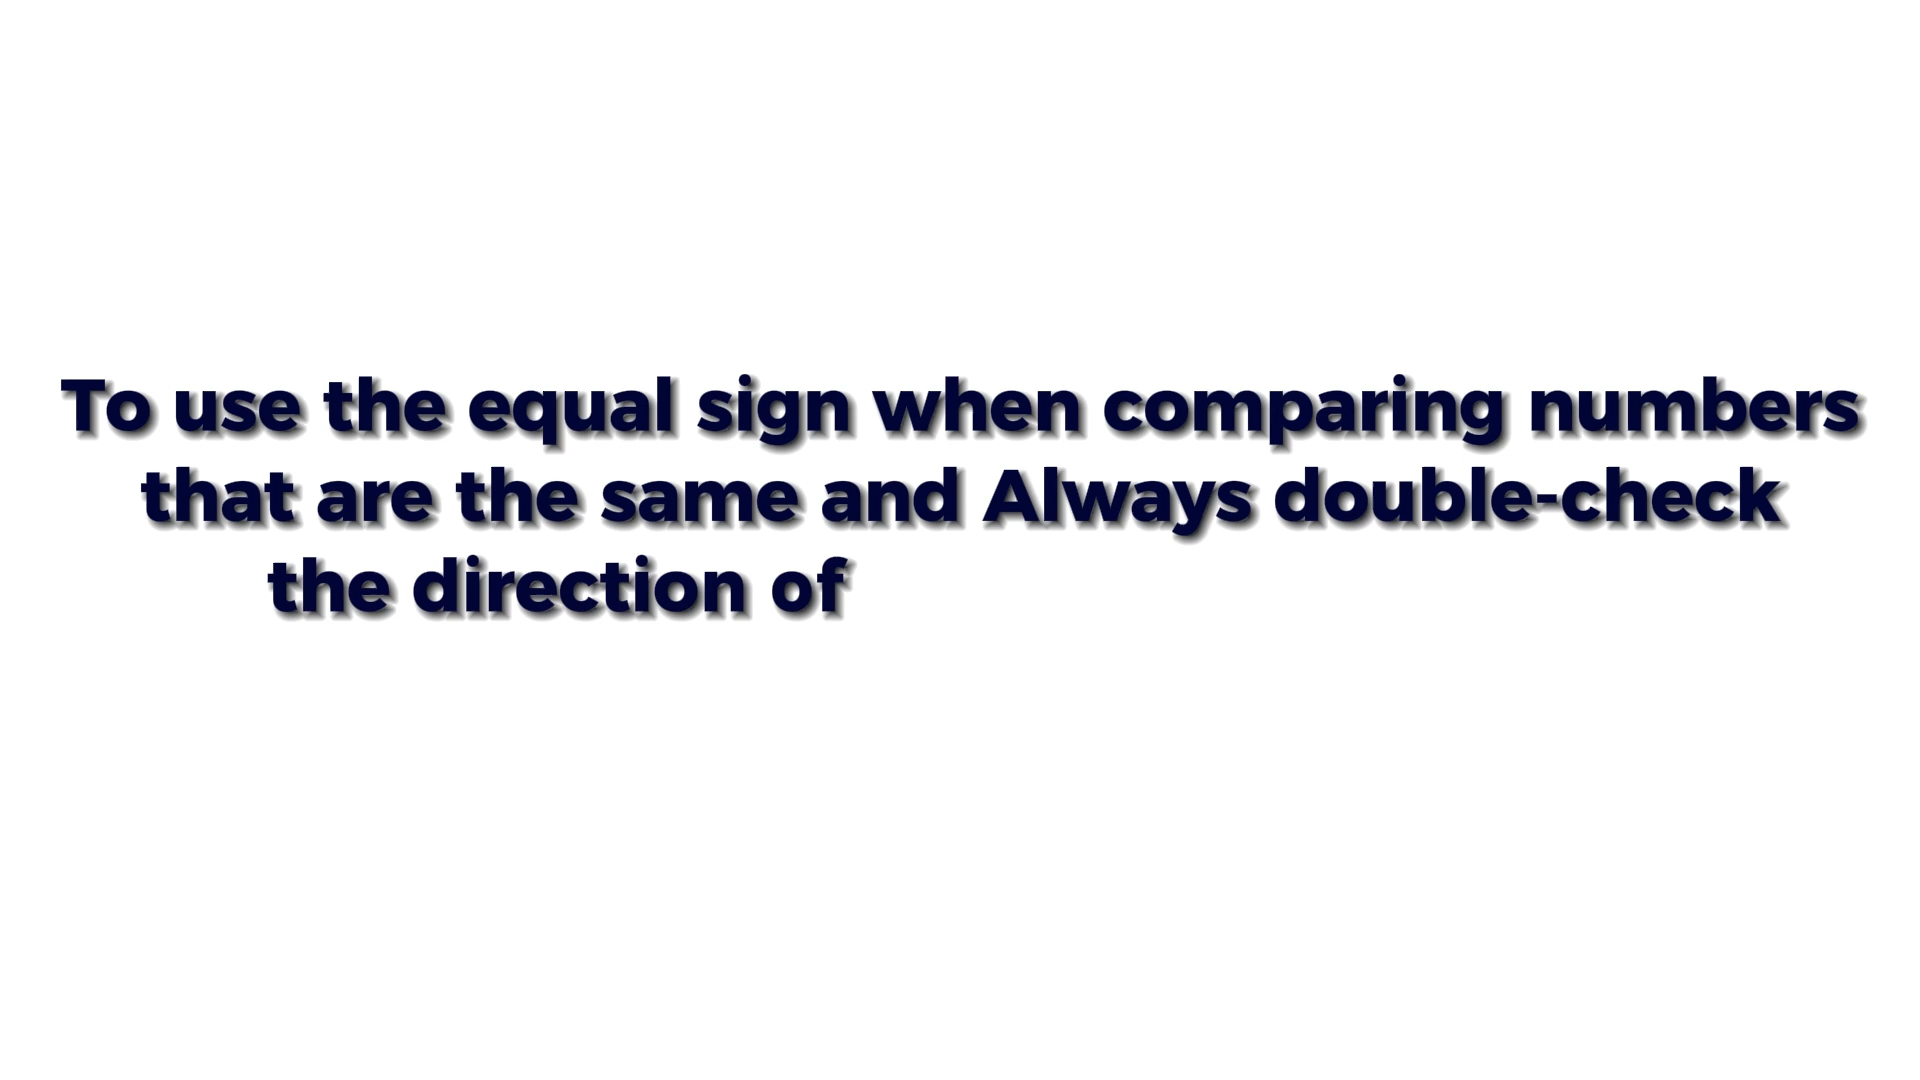 To use the equal sign when comparing numbers
that are the same and Always double-check
the direction of